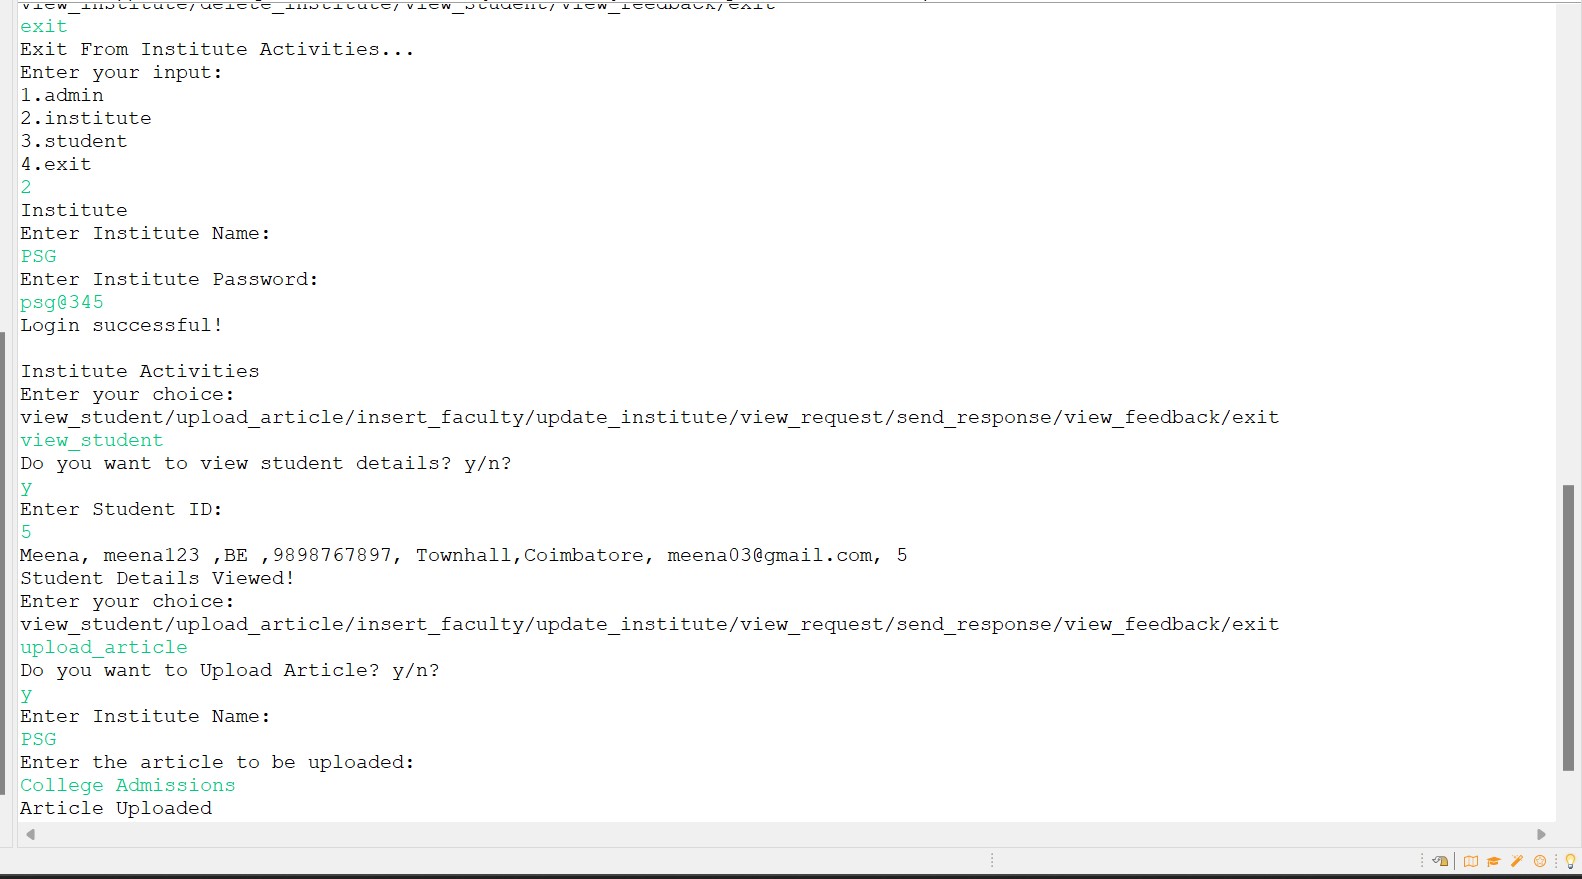 view_institute/delete_institute/view_student/view_feedback/exit
exit
Exit From Institute Activities...
Enter your input:
1.admin
2.institute
3.student
4.exit
2
Institute
Enter Institute Name:
PSG
Enter Institute Password:
psg@345
Login successful!
Institute Activities
Enter your choice:
view_student/upload_article/insert_faculty/update_institute/view_request/send_response/view_feedback/exit
view_student
Do you want to view student details? y/n?
y
Enter Student ID:
5
Meena, meena123 ,BE ,9898767897, Townhall,Coimbatore, meena03@gmail.com, 5
Student Details Viewed!
Enter your choice:
view_student/upload_article/insert_faculty/update_institute/view_request/send_response/view_feedback/exit
upload_article
Do you want to Upload Article? y/n?
y
Enter Institute Name:
PSG
Enter the article to be uploaded:
College Admissions
Article Uploaded